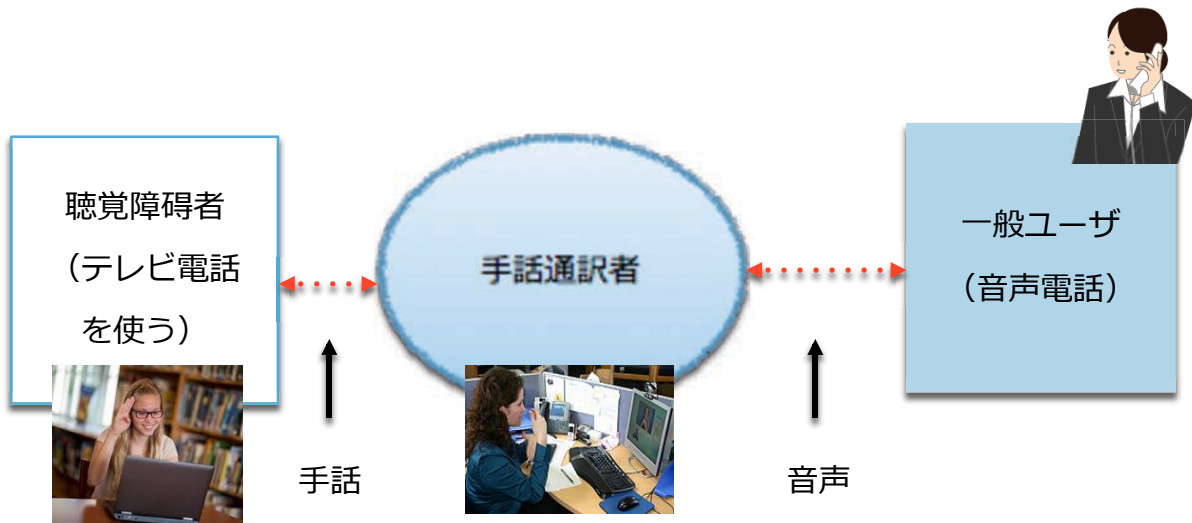 聴覚障碍者
（テレビ電話
を使う）
手話通訳者
一般ユーザ
（音声電話）
手話
音声